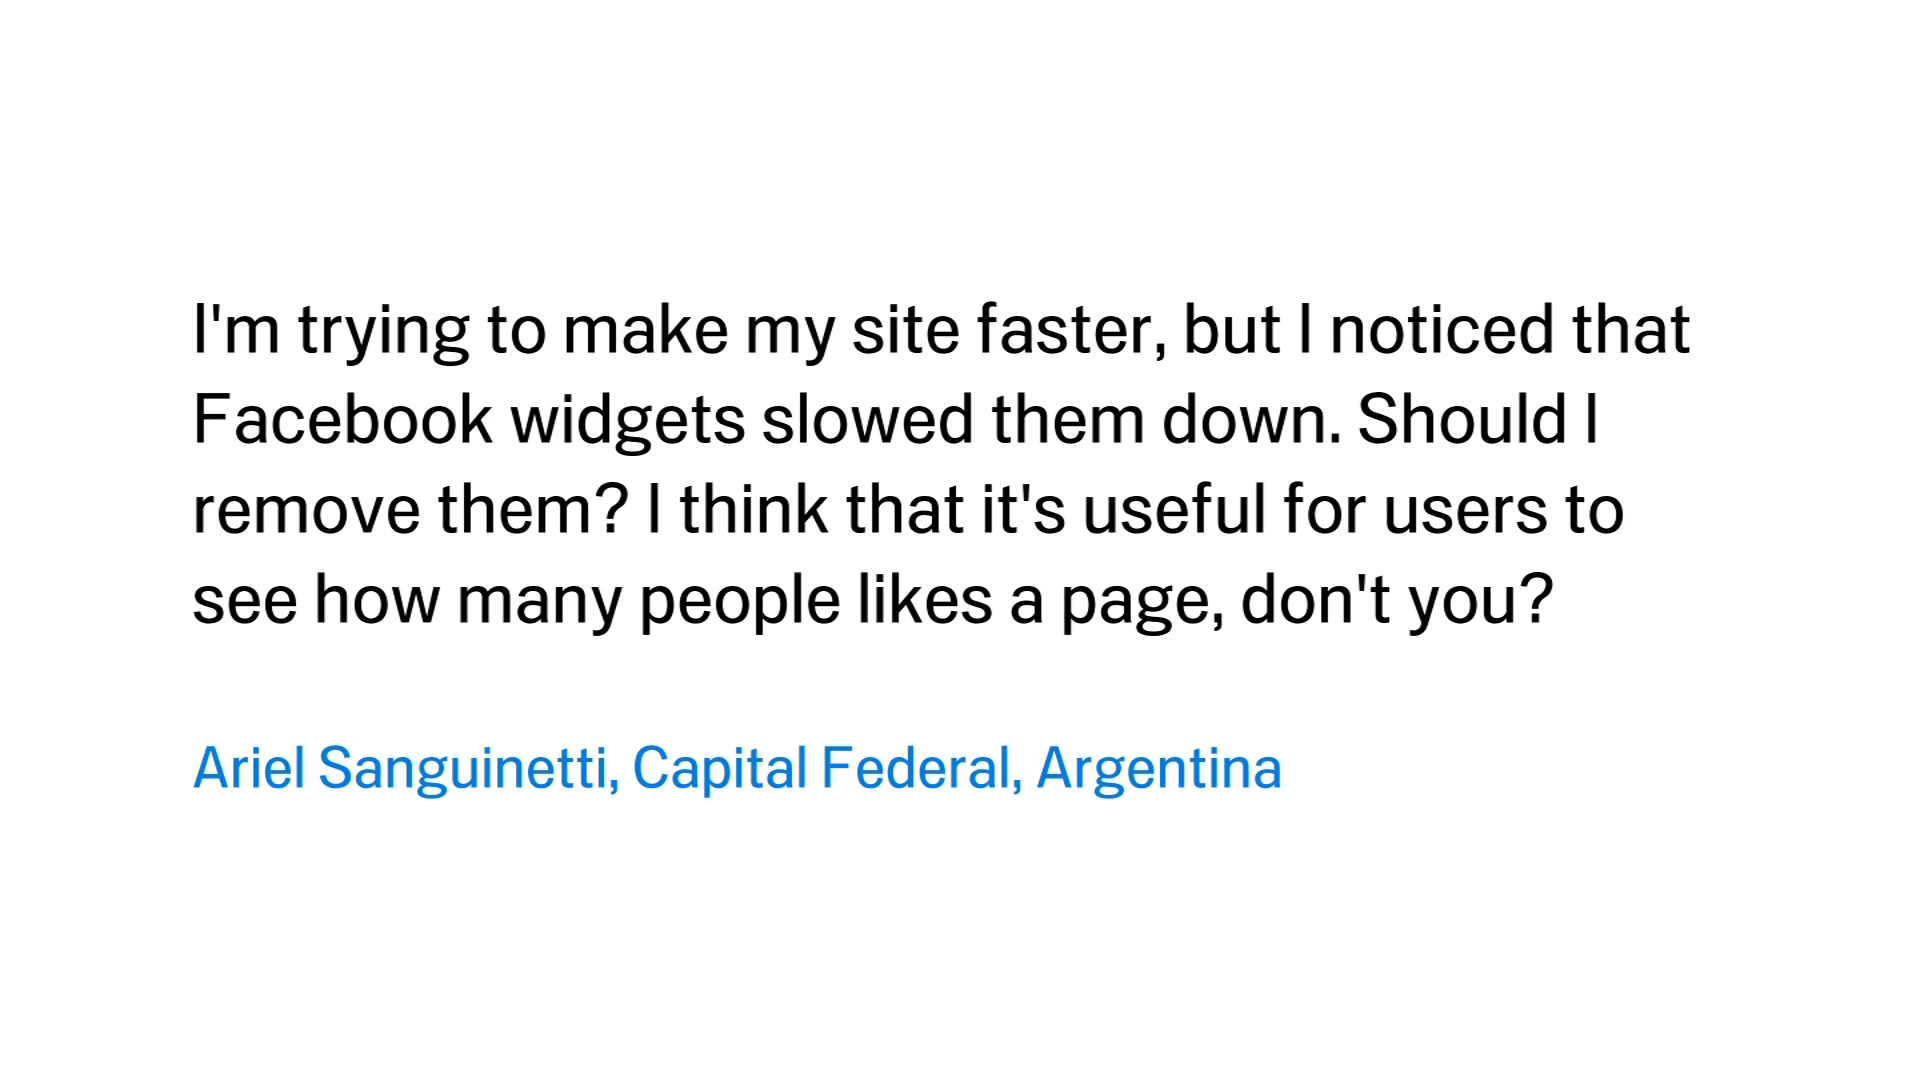 I'm trying to make my site faster, but I noticed that
Facebook widgets slowed them down. Should I
remove them? I think that it's useful for users to
see how many people likes a page, don't you?
Ariel Sanguinetti, Capital Federal, Argentina